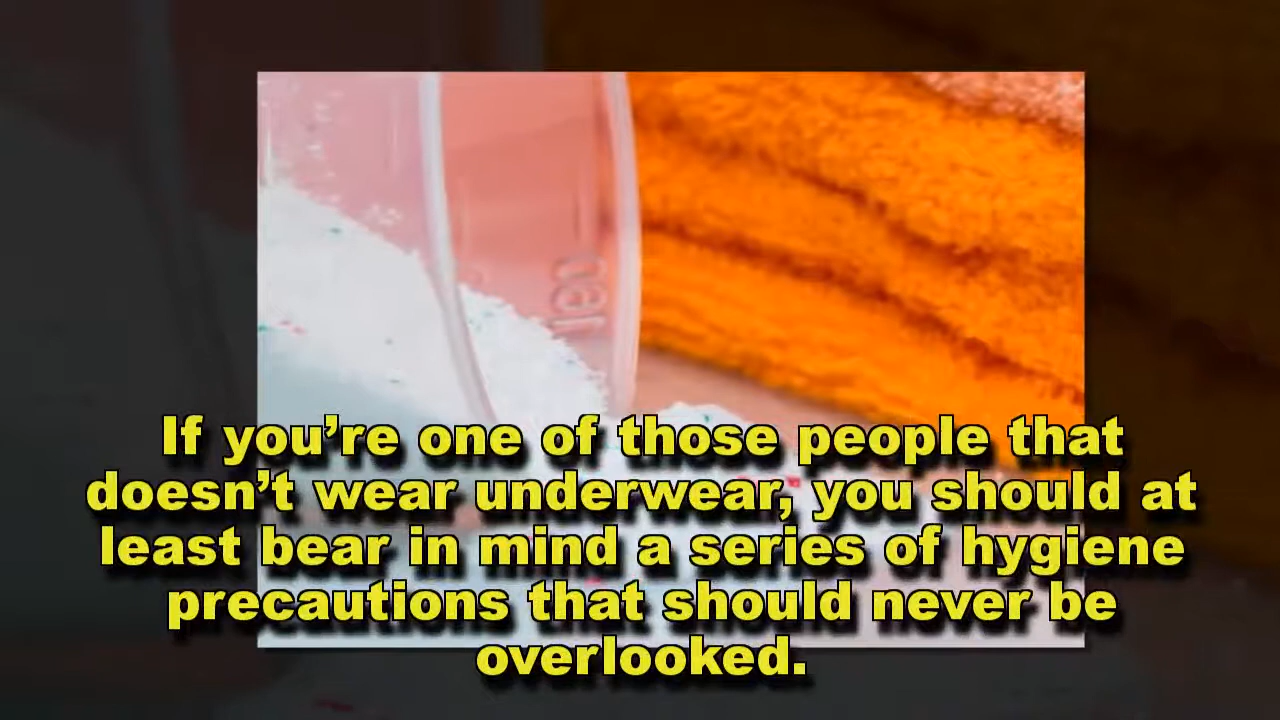 If you’re one of those people that
doesn’t wear underwear, you should at
least bear in mind a series of hygiene
precautions that should never be
overlooked.